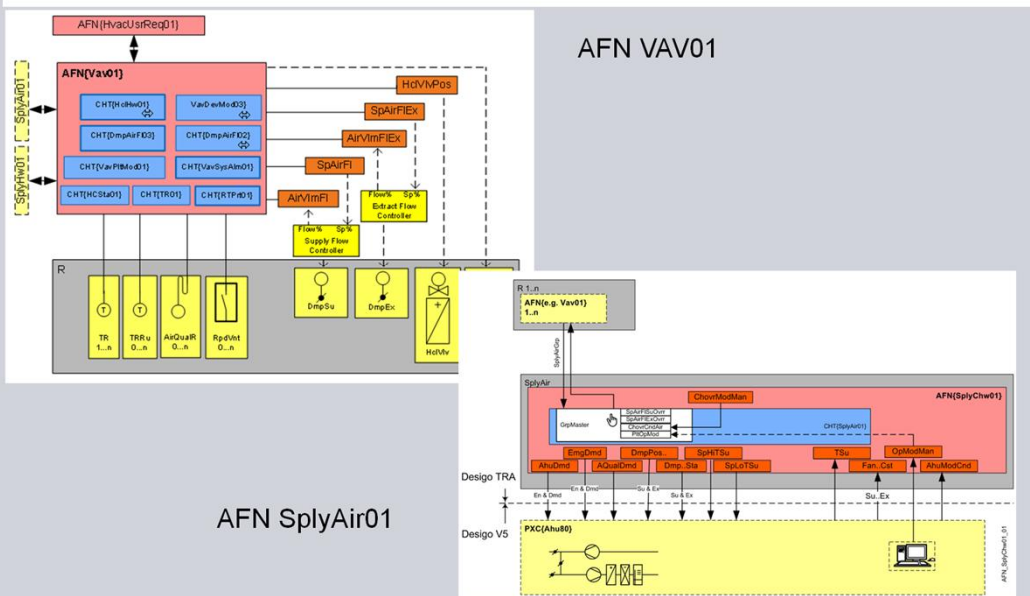 AFN{HvacUsrReq01}
AFN VAV01
SplyAir01
SplyHw01
AFN{Vav01}
CHT{HclHw01}
VavDevMod03}
CHT{DmpAirFl03}
CHT{DmpAirFl02}
CHT{VavPltMod01}
CHT{VavSysAlm01}
CHT{HCSta01}
CHT{TR01}
CHT{RTPrt01}
HclVlvPos
SpAirFlEx
AirVlmFlEx
SpAirFl
AirVlmFl
Flow% Sp%
Extract Flow
Controller
Flow% Sp%
Supply Flow
Controller
R
T
TR
1...n
T
TRRu
0...n
AirQualR
0...n
RpdVnt
0...n
DmpSu
DmpEx
+
HclVlv
R 1..n
AFN{e.g. Vav01}
1..n
SplyAirGrp
SplyAir
AFN{SplyChw01}
ChovrModMan
GrpMaster
SpAirFlSuOvrr
SpAirFlExOvrr
ChovrCndAir
PltOpMod
CHT{SplyAir01}
EmgDmd
DmpPos..
SpHiTSu
TSu
OpModMan
AhuDmd
AQualDmd
Dmp..Sta
SpLoTSu
Fan..Cst
AhuModCnd
Desigo TRA
En & Dmd
En & Dmd
Su & Ex
Su & Ex
Su..Ex
Desigo V5
PXC{Ahu80}
AFN_SplyChw01_01
AFN SplyAir01